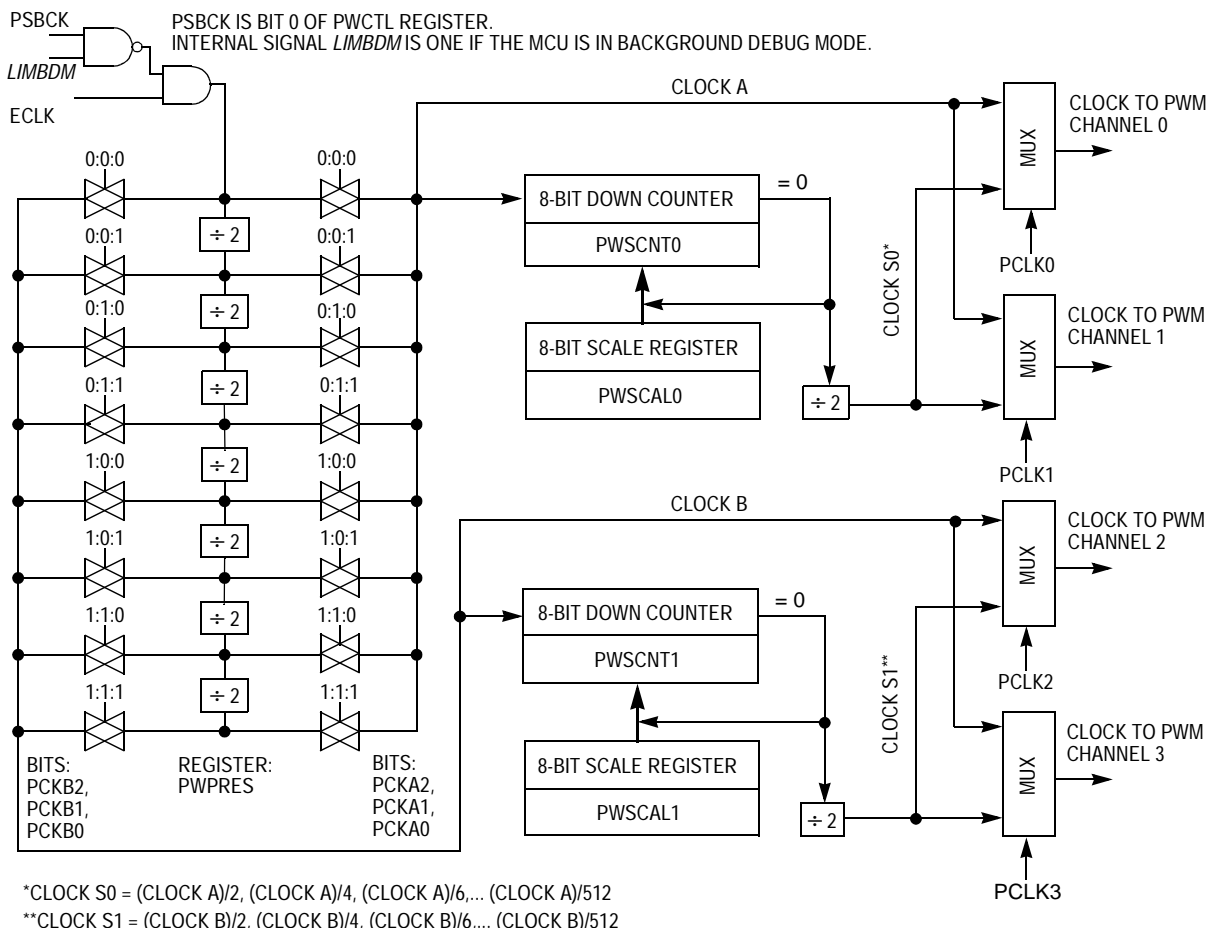 PSBCK
PSBCK IS BIT 0 OF PWCTL REGISTER.
INTERNAL SIGNAL LIMBDM IS ONE IF THE MCU IS IN BACKGROUND DEBUG MODE.
LIMBDM
ECLK
CLOCK A
MUX
CLOCK TO PWM
CHANNEL 0
PCLK0
0:0:0
0:0:0
÷ 2
0:0:1
0:0:1
÷ 2
0:1:0
0:1:0
÷ 2
0:1:1
0:1:1
÷ 2
1:0:0
1:0:0
÷ 2
1:0:1
1:0:1
÷ 2
1:1:0
1:1:0
÷ 2
1:1:1
1:1:1
8-BIT DOWN COUNTER
= 0
PWSCNT0
8-BIT SCALE REGISTER
PWSCAL0
÷ 2
CLOCK S0*
MUX
CLOCK TO PWM
CHANNEL 1
PCLK1
CLOCK B
MUX
CLOCK TO PWM
CHANNEL 2
PCLK2
8-BIT DOWN COUNTER
= 0
PWSCNT1
8-BIT SCALE REGISTER
PWSCAL1
÷ 2
CLOCK S1**
MUX
CLOCK TO PWM
CHANNEL 3
PCLK3
BITS:
PCKB2,
PCKB1,
PCKB0
REGISTER:
PWPRES
BITS:
PCKA2,
PCKA1,
PCKA0
*CLOCK S0 = (CLOCK A)/2, (CLOCK A)/4, (CLOCK A)/6,... (CLOCK A)/512
**CLOCK S1 = (CLOCK B)/2, (CLOCK B)/4, (CLOCK B)/6,... (CLOCK B)/512